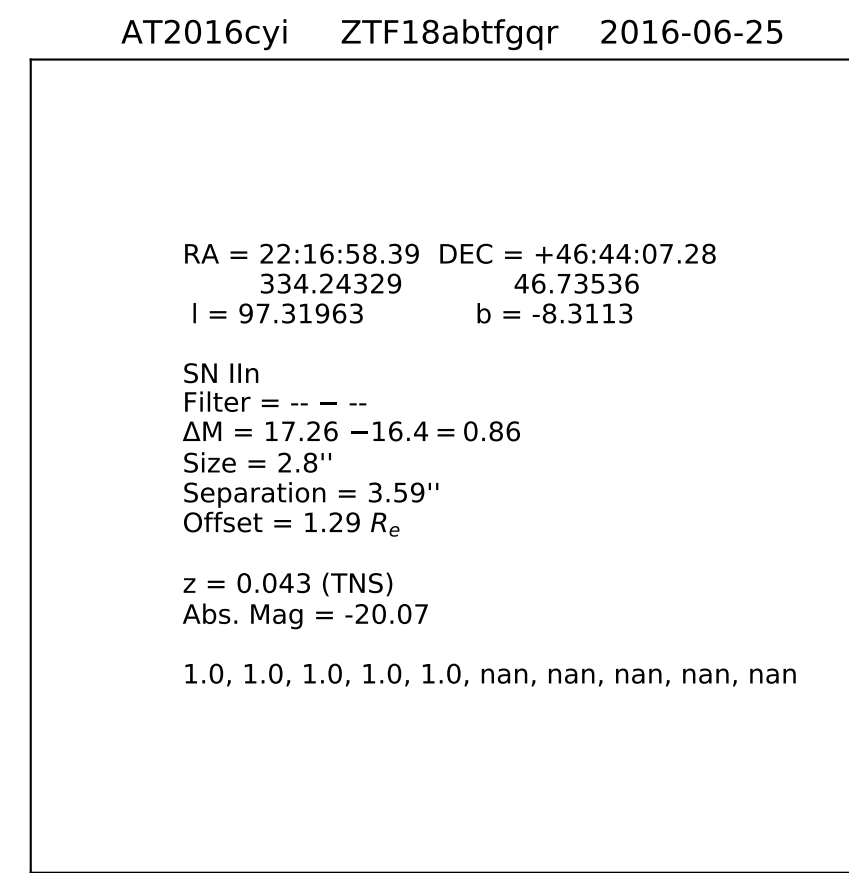 AT2016cyi ZTF18abtfgqr 2016-06-25
RA = 22:16:58.39 DEC = +46:44:07.28
334.24329 46.73536
l = 97.31963 b = -8.3113
SN IIn
Filter = -- − --
ΔM = 17.26 −16.4 = 0.86
Size = 2.8''
Separation = 3.59''
Offset = 1.29 Re
z = 0.043 (TNS)
Abs. Mag = -20.07
1.0, 1.0, 1.0, 1.0, 1.0, nan, nan, nan, nan, nan